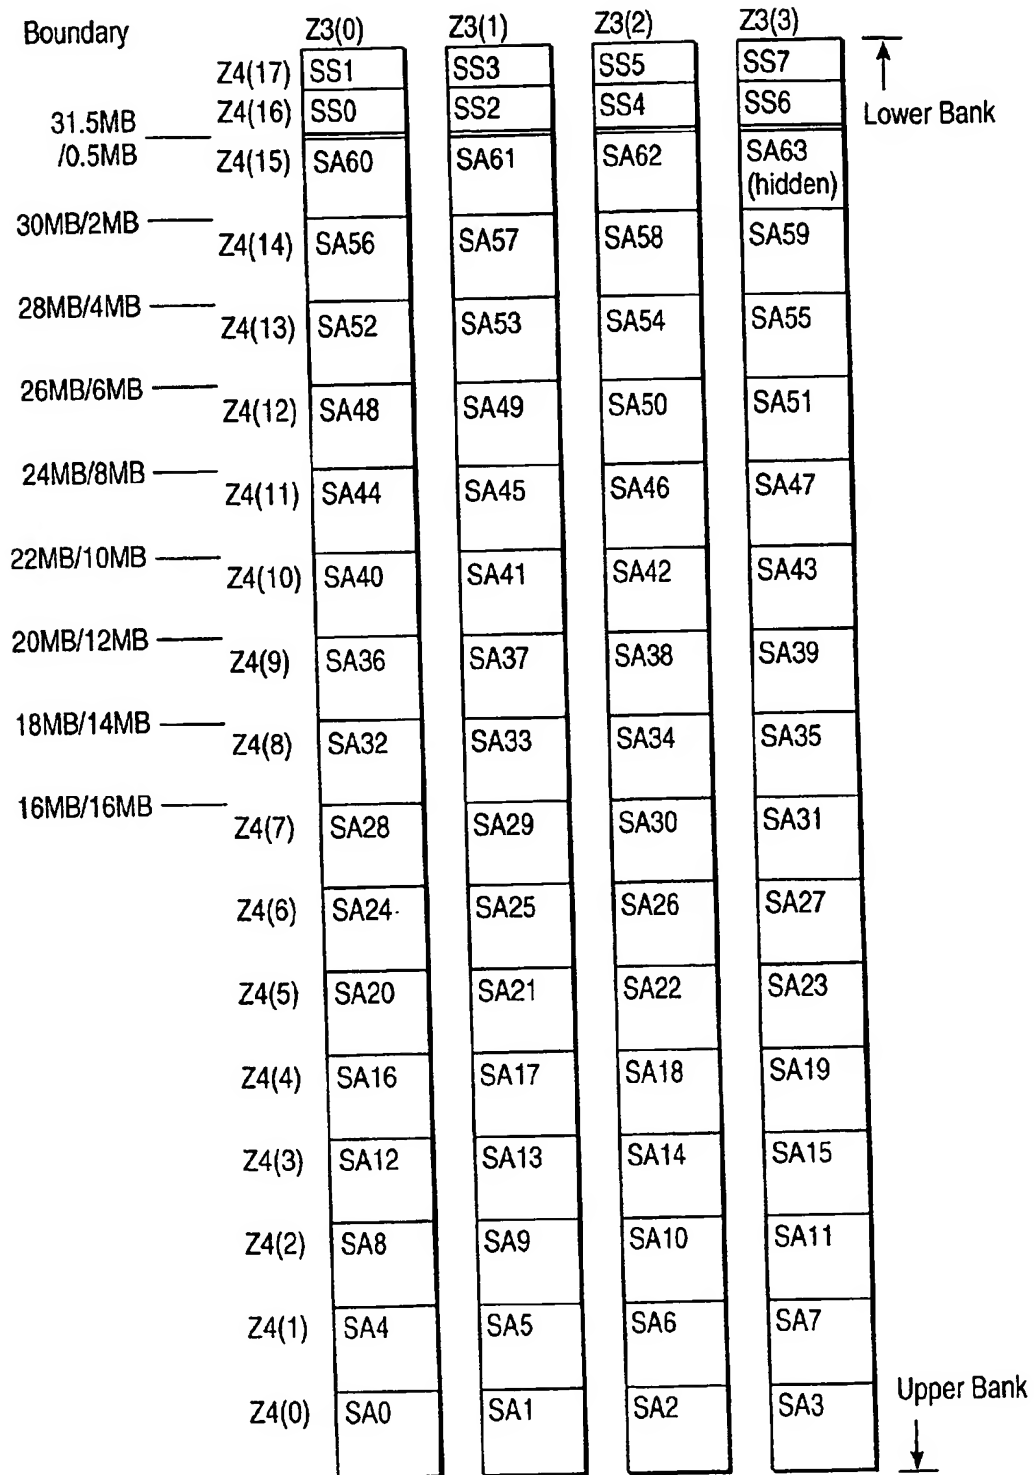 Boundary Z3(0) Z3(1) Z3(2) Z3(3)
Z4(17) SS1 SS3 SS5 SS7
Z4(16) SS0 SS2 SS4 SS6 Lower Bank
31.5MB
/0.5MB
Z4(15) SA60 SA61 SA62 SA63
(hidden)
30MB/2MB
Z4(14) SA56 SA57 SA58 SA59
28MB/4MB
Z4(13) SA52 SA53 SA54 SA55
26MB/6MB
Z4(12) SA48 SA49 SA50 SA51
24MB/8MB
Z4(11) SA44 SA45 SA46 SA47
22MB/10MB
Z4(10) SA40 SA41 SA42 SA43
20MB/12MB
Z4(9) SA36 SA37 SA38 SA39
18MB/14MB
Z4(8) SA32 SA33 SA34 SA35
16MB/16MB
Z4(7) SA28 SA29 SA30 SA31
Z4(6) SA24 SA25 SA26 SA27
Z4(5) SA20 SA21 SA22 SA23
Z4(4) SA16 SA17 SA18 SA19
Z4(3) SA12 SA13 SA14 SA15
Z4(2) SA8 SA9 SA10 SA11
Z4(1) SA4 SA5 SA6 SA7
Upper Bank
Z4(0) SA0 SA1 SA2 SA3